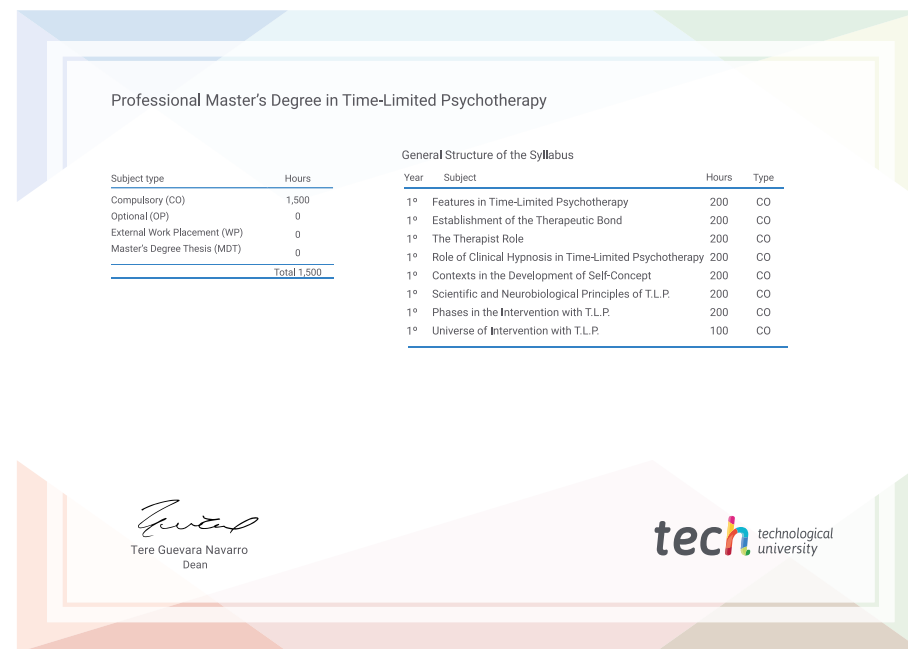 Professional Master's Degree in Time-Limited Psychotherapy
Subject type Hours
Compulsory (CO) 1,500
Optional (OP) 0
External Work Placement (WP) 0
Master's Degree Thesis (MDT) 0
Total 1,500
General Structure of the Syllabus
Year Subject Hours Type
1º Features in Time-Limited Psychotherapy 200 CO
1º Establishment of the Therapeutic Bond 200 CO
1º The Therapist Role 200 CO
1º Role of Clinical Hypnosis in Time-Limited Psychotherapy 200 CO
1º Contexts in the Development of Self-Concept 200 CO
1º Scientific and Neurobiological Principles of T.L.P. 200 CO
1º Phases in the Intervention with T.L.P. 200 CO
1º Universe of Intervention with T.L.P. 100 CO
Tere Guevara Navarro
Dean
tech technological
university